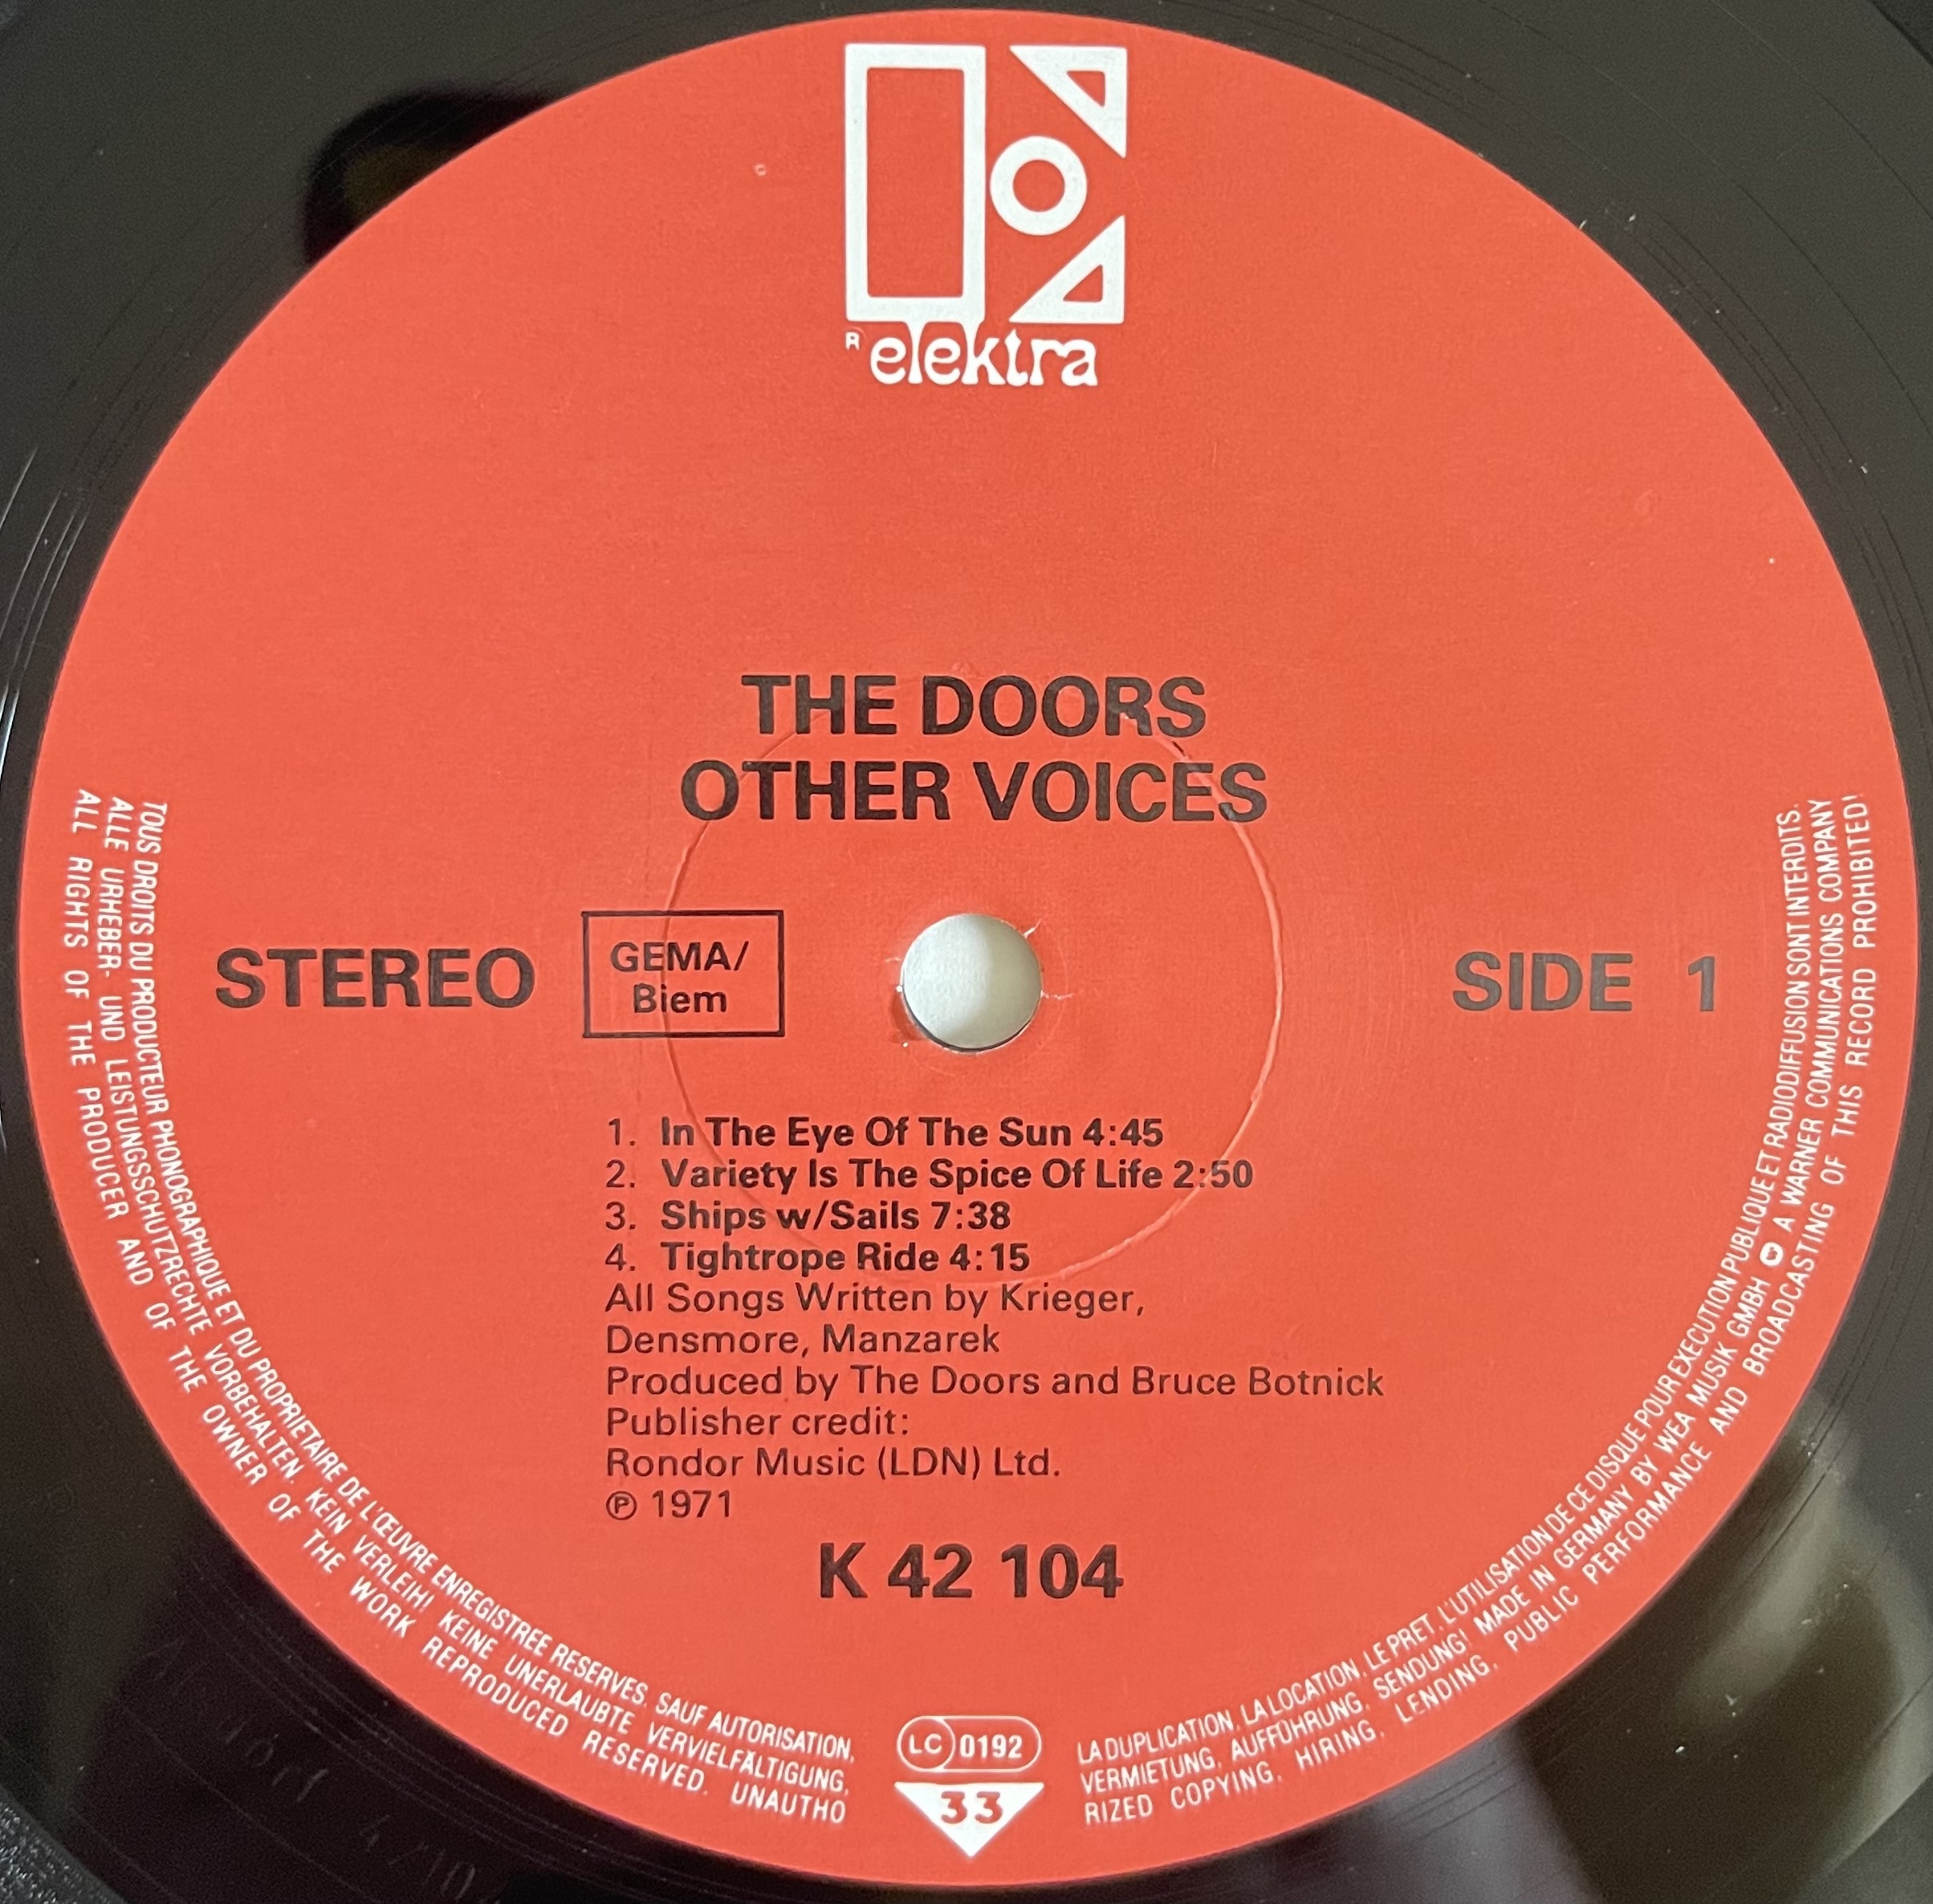 R elektra
THE DOORS
OTHER VOICES
STEREO
GEMA/
Biem
SIDE 1
1. In The Eye Of The Sun 4:45
2. Variety Is The Spice Of Life 2:50
3. Ships w/Sails 7:38
4. Tightrope Ride 4:15
All Songs Written by Krieger,
Densmore, Manzarek
Produced by The Doors and Bruce Botnick
Publisher credit:
Rondor Music (LDN) Ltd.
Ⓟ 1971
K 42 104
TOUS DROITS DU PRODUCTEUR PHONOGRAPHIQUE ET DU PROPRIETAIRE DE L'ŒUVRE ENREGISTREE RESERVES. SAUF AUTORISATION, LA DUPLICATION, LA LOCATION, LE PRET, L'UTILISATION DE CE DISQUE POUR EXECUTION PUBLIQUE ET RADIODIFFUSION SONT INTERDITS.
ALLE URHEBER- UND LEISTUNGSSCHUTZRECHTE VORBEHALTEN. KEIN VERLEIH! KEINE UNERLAUBTE VERVIELFÄLTIGUNG, VERMIETUNG, AUFFÜHRUNG, SENDUNG! MADE IN GERMANY BY WEA MUSIK GMBH A WARNER COMMUNICATIONS COMPANY
ALL RIGHTS OF THE PRODUCER AND OF THE OWNER OF THE WORK REPRODUCED RESERVED. UNAUTHORIZED COPYING, HIRING, LENDING, PUBLIC PERFORMANCE AND BROADCASTING OF THIS RECORD PROHIBITED!
LC 0192
33